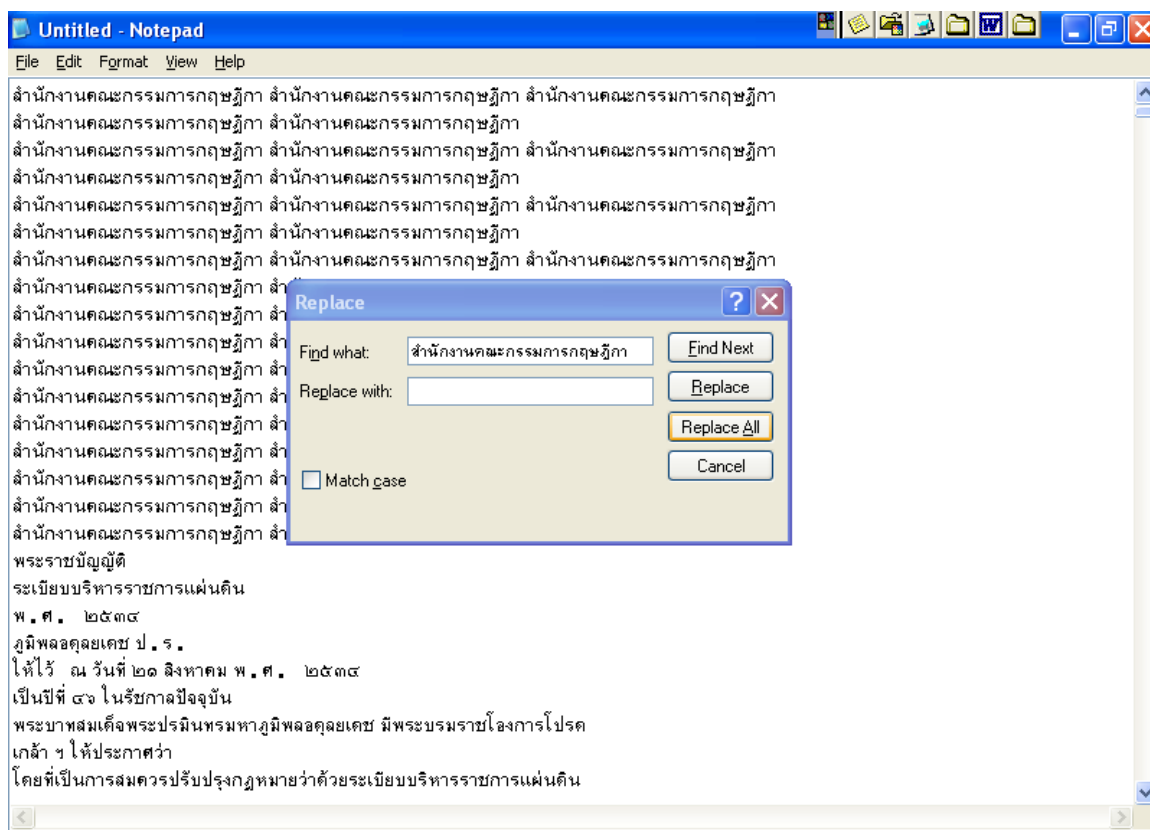 Untitled - Notepad
File Edit Format View Help
สำนักงานคณะกรรมการกฤษฎีกา สำนักงานคณะกรรมการกฤษฎีกา สำนักงานคณะกรรมการกฤษฎีกา
สำนักงานคณะกรรมการกฤษฎีกา สำนักงานคณะกรรมการกฤษฎีกา
สำนักงานคณะกรรมการกฤษฎีกา สำนักงานคณะกรรมการกฤษฎีกา สำนักงานคณะกรรมการกฤษฎีกา
สำนักงานคณะกรรมการกฤษฎีกา สำนักงานคณะกรรมการกฤษฎีกา
สำนักงานคณะกรรมการกฤษฎีกา สำนักงานคณะกรรมการกฤษฎีกา สำนักงานคณะกรรมการกฤษฎีกา
สำนักงานคณะกรรมการกฤษฎีกา สำนักงานคณะกรรมการกฤษฎีกา
สำนักงานคณะกรรมการกฤษฎีกา สำนักงานคณะกรรมการกฤษฎีกา สำนักงานคณะกรรมการกฤษฎีกา
สำนักงานคณะกรรมการกฤษฎีกา สำ
สำนักงานคณะกรรมการกฤษฎีกา สำ
สำนักงานคณะกรรมการกฤษฎีกา สำ
สำนักงานคณะกรรมการกฤษฎีกา สำ
สำนักงานคณะกรรมการกฤษฎีกา สำ
สำนักงานคณะกรรมการกฤษฎีกา สำ
สำนักงานคณะกรรมการกฤษฎีกา สำ
สำนักงานคณะกรรมการกฤษฎีกา สำ
สำนักงานคณะกรรมการกฤษฎีกา สำ
สำนักงานคณะกรรมการกฤษฎีกา สำ
Replace
Find what: สำนักงานคณะกรรมการกฤษฎีกา Find Next
Replace with: Replace
Replace All
Cancel
Match case
พระราชบัญญัติ
ระเบียบบริหารราชการแผ่นดิน
พ.ศ. ๒๕๓๔
ภูมิพลอดุลยเดช ป.ร.
ให้ไว้ ณ วันที่ ๒๑ สิงหาคม พ.ศ. ๒๕๓๔
เป็นปีที่ ๔๖ ในรัชกาลปัจจุบัน
พระบาทสมเด็จพระปรมินทรมหาภูมิพลอดุลยเดช มีพระบรมราชโองการโปรด
เกล้า ฯ ให้ประกาศว่า
โดยที่เป็นการสมควรปรับปรุงกฎหมายว่าด้วยระเบียบบริหารราชการแผ่นดิน